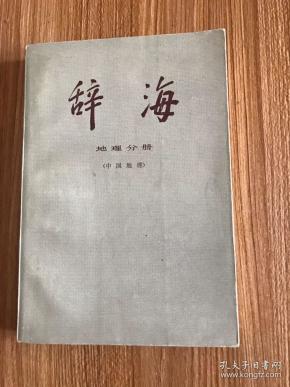 辞海
地理分册
(中国地理)
孔夫子旧书网